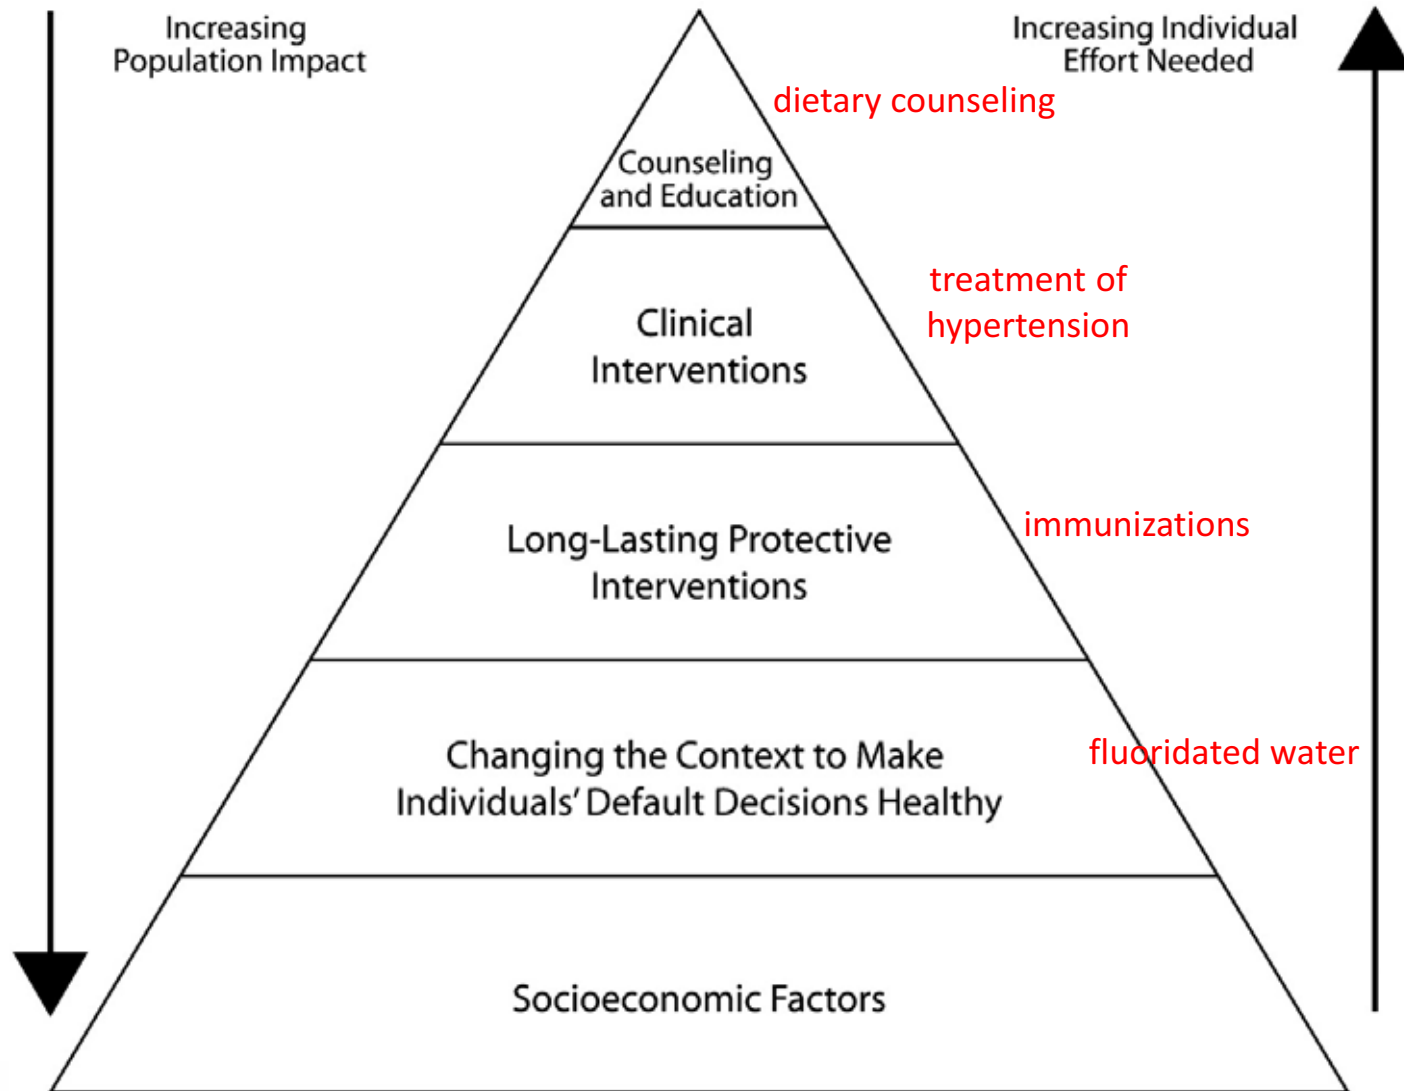 Increasing
Population Impact
Increasing Individual
Effort Needed
dietary counseling
Counseling
and Education
treatment of
hypertension
Clinical
Interventions
immunizations
Long-Lasting Protective
Interventions
fluoridated water
Changing the Context to Make
Individuals' Default Decisions Healthy
Socioeconomic Factors